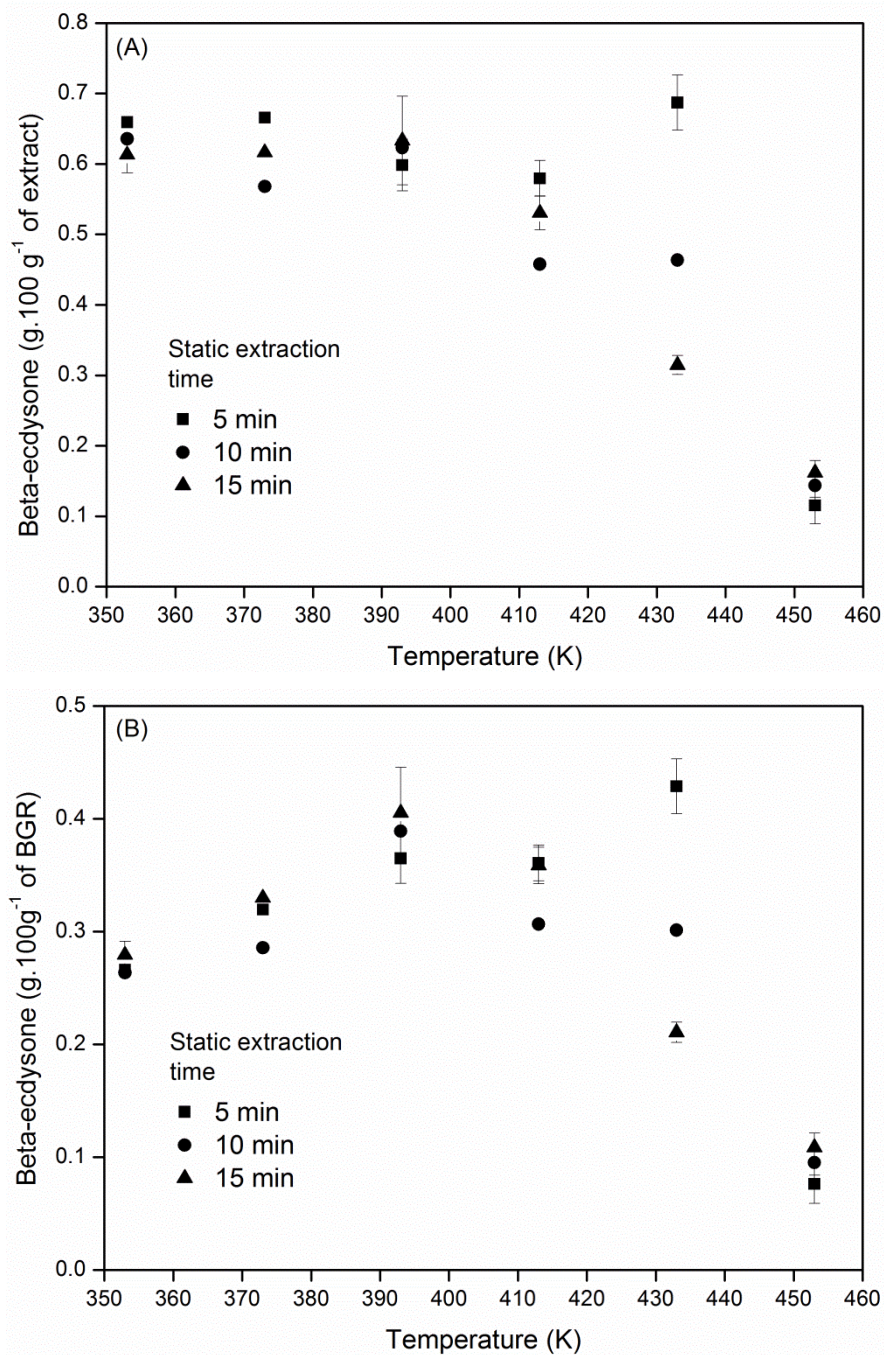 (A)
Beta-ecdysone (g.100 g⁻¹ of extract)
0.8
0.7
0.6
0.5
0.4
0.3
0.2
0.1
0.0
Static extraction
time
5 min
10 min
15 min
350 360 370 380 390 400 410 420 430 440 450 460
Temperature (K)
(B)
Beta-ecdysone (g.100g⁻¹ of BGR)
0.5
0.4
0.3
0.2
0.1
0.0
Static extraction
time
5 min
10 min
15 min
350 360 370 380 390 400 410 420 430 440 450 460
Temperature (K)